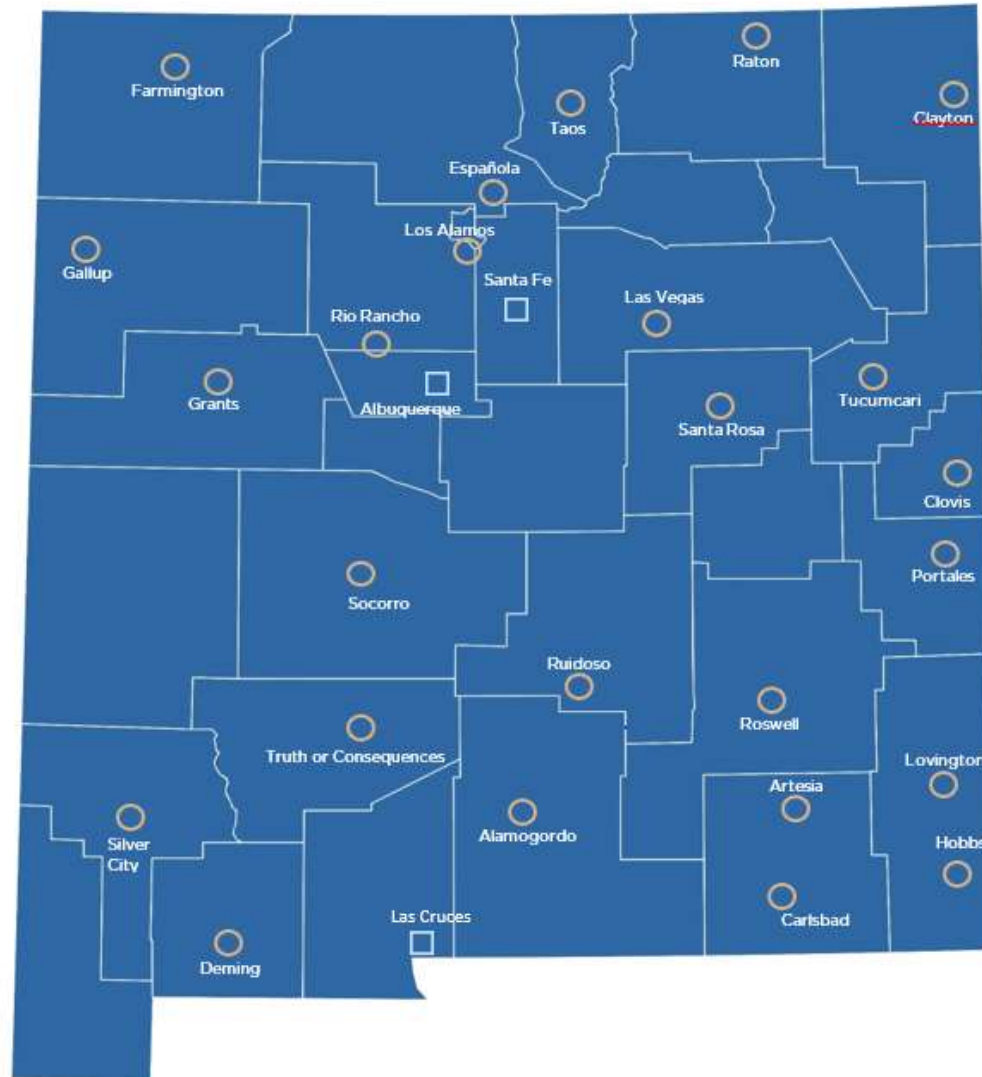 Raton
Farmington
Clayton
Taos
Española
Los Alamos
Gallup
Santa Fe
Las Vegas
Rio Rancho
Grants
Albuquerque
Tucumcari
Santa Rosa
Clovis
Portales
Socorro
Ruidoso
Roswell
Truth or Consequences
Lovington
Artesia
Alamogordo
Silver
City
Hobbs
Las Cruces
Carlsbad
Deming